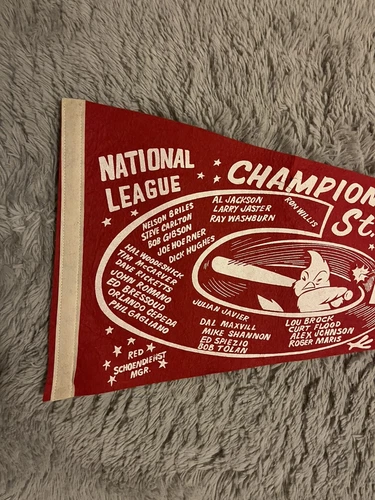 NATIONAL
LEAGUE
CHAMPION
St.
NELSON BRILES
STEVE CARLTON
BOB GIBSON
JOE HOERNER
DICK HUGHES
AL JACKSON
LARRY JASTER
RAY WASHBURN
RON WILLIS
HAL WOODESHICK
TIM McCARVER
DAVE RICKETTS
JOHN ROMANO
ED BRESSOUD
ORLANDO CEPEDA
PHIL GAGLIANO
JULIAN JAVIER
DAL MAXVILL
MIKE SHANNON
ED SPIEZIO
BOB TOLAN
LOU BROCK
CURT FLOOD
ALEX JOHNSON
ROGER MARIS
RED
SCHOENDIENST
MGR.